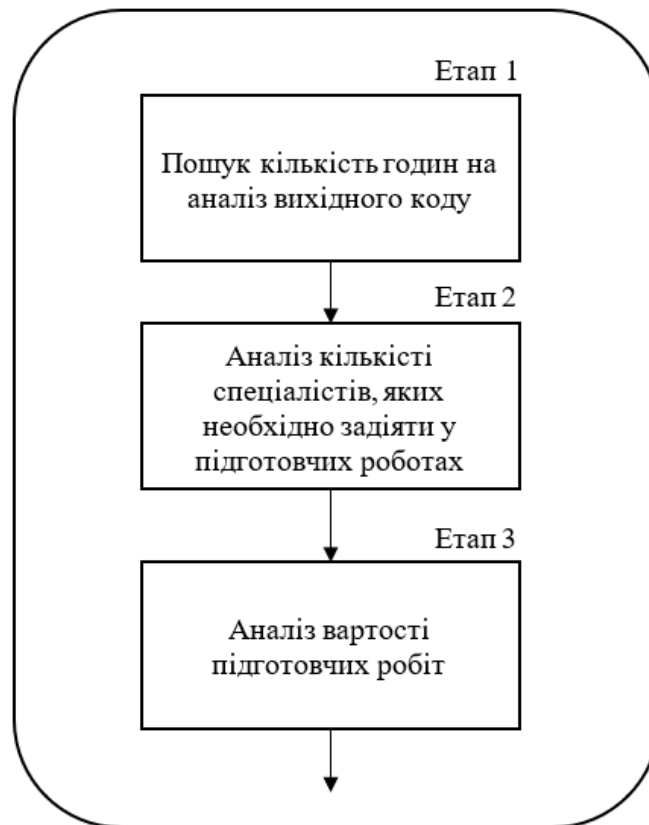 Етап 1
Пошук кількість годин на
аналіз вихідного коду
Етап 2
Аналіз кількісті
спеціалістів, яких
необхідно задіяти у
підготовчих роботах
Етап 3
Аналіз вартості
підготовчих робіт